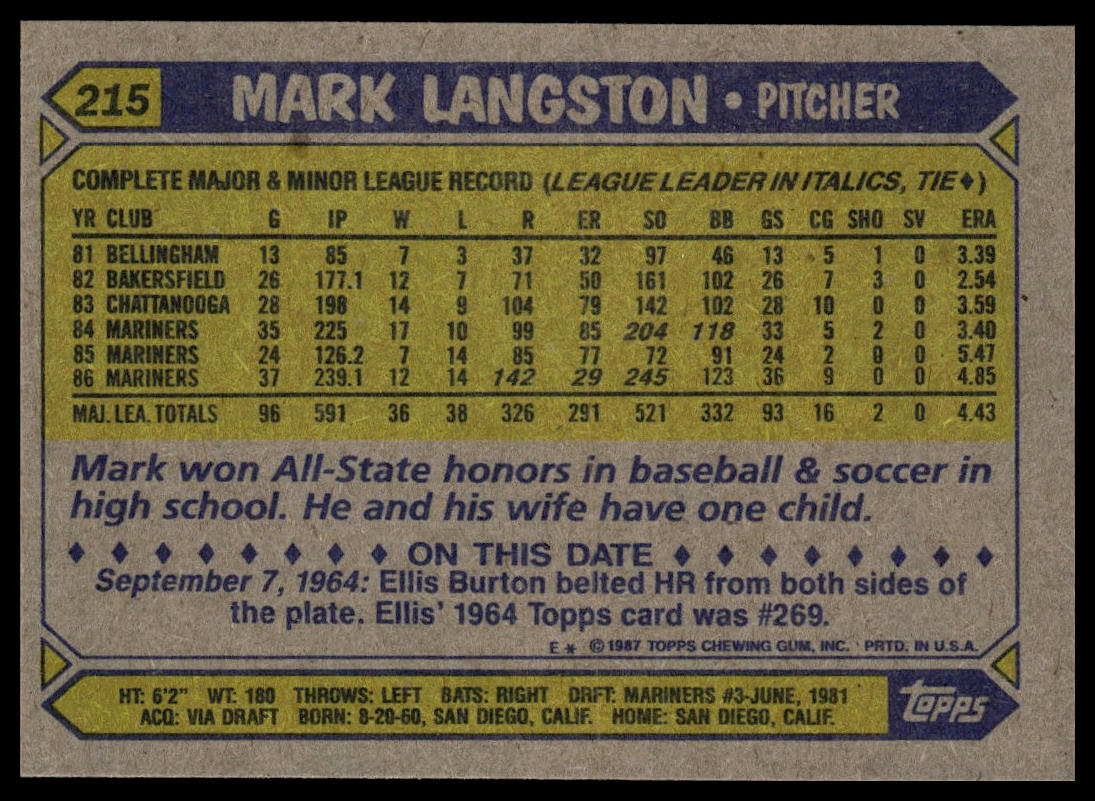 215 MARK LANGSTON • PITCHER
COMPLETE MAJOR & MINOR LEAGUE RECORD (LEAGUE LEADER IN ITALICS, TIE♦)
YR CLUB G IP W L R ER SO BB GS CG SHO SV ERA
81 BELLINGHAM 13 85 7 3 37 32 97 46 13 5 1 0 3.39
82 BAKERSFIELD 26 177.1 12 7 71 50 161 102 26 7 3 0 2.54
83 CHATTANOOGA 28 198 14 9 104 79 142 102 28 10 0 0 3.59
84 MARINERS 35 225 17 10 99 85 204 118 33 5 2 0 3.40
85 MARINERS 24 126.2 7 14 85 77 72 91 24 2 0 0 5.47
86 MARINERS 37 239.1 12 14 142 29 245 123 36 9 0 0 4.85
MAJ. LEA. TOTALS 96 591 36 38 326 291 521 332 93 16 2 0 4.43
Mark won All-State honors in baseball & soccer in
high school. He and his wife have one child.
♦ ♦ ♦ ♦ ♦ ♦ ♦ ♦ ON THIS DATE ♦ ♦ ♦ ♦ ♦ ♦ ♦ ♦
September 7, 1964: Ellis Burton belted HR from both sides of
the plate. Ellis' 1964 Topps card was #269.
E * © 1987 TOPPS CHEWING GUM, INC. PRTD. IN U.S.A.
HT: 6'2" WT: 180 THROWS: LEFT BATS: RIGHT DRFT: MARINERS #3-JUNE, 1981
ACQ: VIA DRAFT BORN: 8-20-60, SAN DIEGO, CALIF. HOME: SAN DIEGO, CALIF.
topps